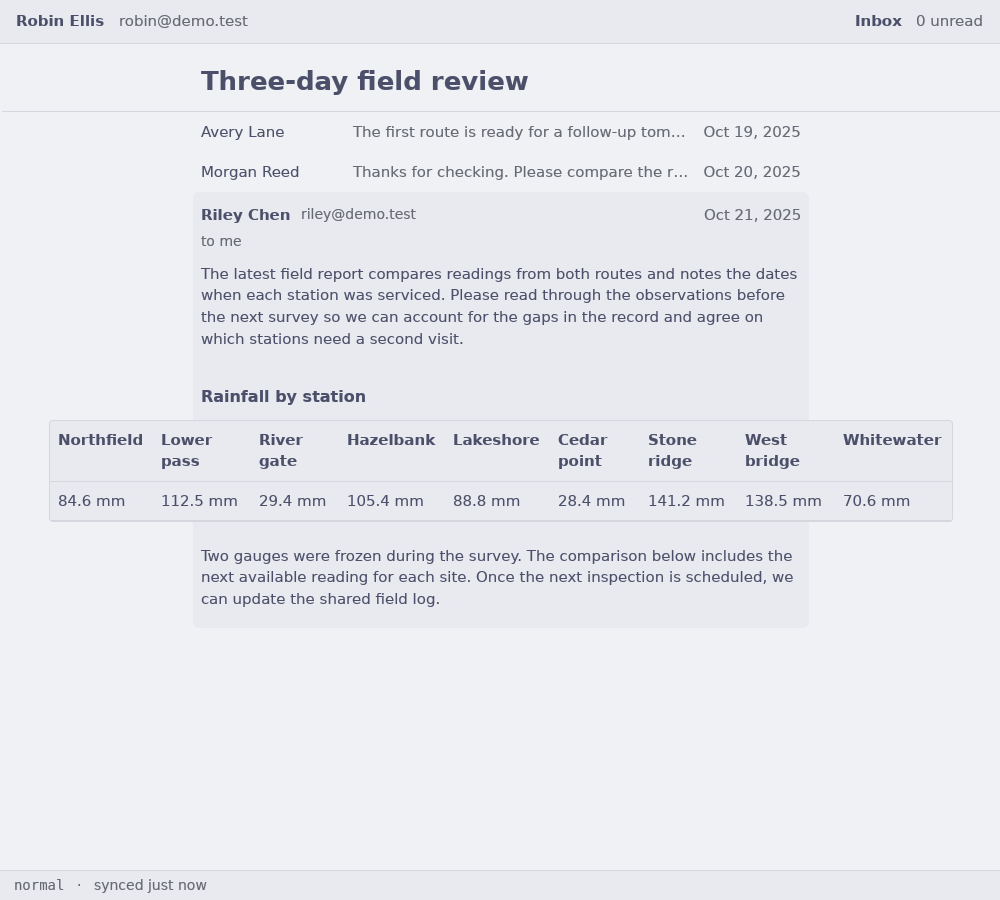 Robin Ellis robin@demo.test Inbox 0 unread
Three-day field review
Avery Lane The first route is ready for a follow-up tom… Oct 19, 2025
Morgan Reed Thanks for checking. Please compare the r… Oct 20, 2025
Riley Chen riley@demo.test Oct 21, 2025
to me
The latest field report compares readings from both routes and notes the dates
when each station was serviced. Please read through the observations before
the next survey so we can account for the gaps in the record and agree on
which stations need a second visit.
Rainfall by station
Northfield Lower pass River gate Hazelbank Lakeshore Cedar point Stone ridge West bridge Whitewater
84.6 mm 112.5 mm 29.4 mm 105.4 mm 88.8 mm 28.4 mm 141.2 mm 138.5 mm 70.6 mm
Two gauges were frozen during the survey. The comparison below includes the
next available reading for each site. Once the next inspection is scheduled, we
can update the shared field log.
normal · synced just now